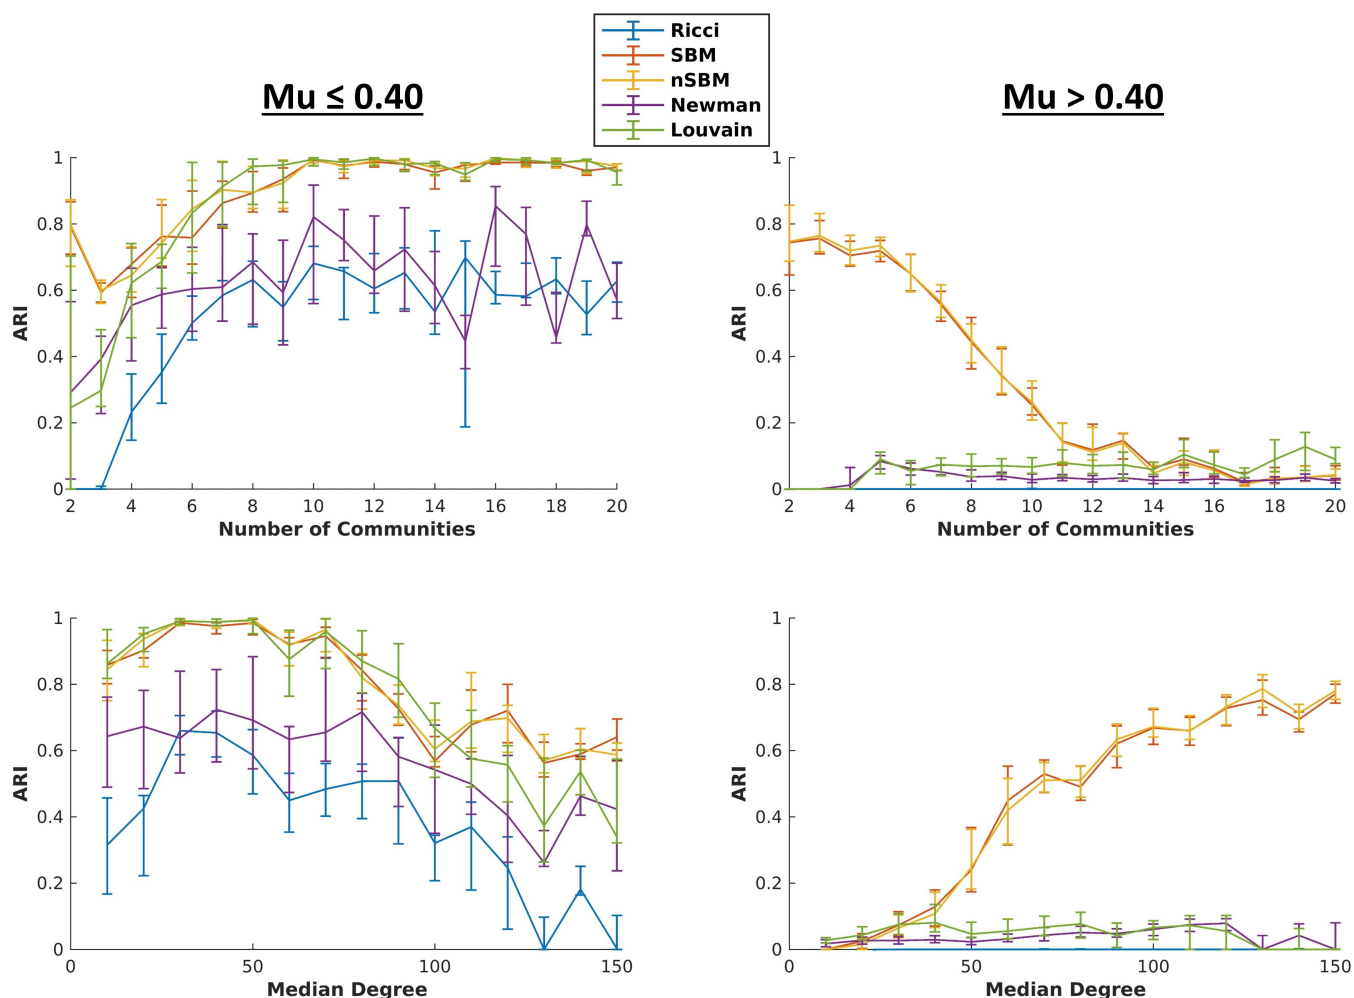 Ricci
SBM
nSBM
Newman
Louvain
Mu ≤ 0.40
Mu > 0.40
1
0.8
0.6
0.4
0.2
0
ARI
2 4 6 8 10 12 14 16 18 20
Number of Communities
1
0.8
0.6
0.4
0.2
0
ARI
2 4 6 8 10 12 14 16 18 20
Number of Communities
1
0.8
0.6
0.4
0.2
0
ARI
0 50 100 150
Median Degree
1
0.8
0.6
0.4
0.2
0
ARI
0 50 100 150
Median Degree